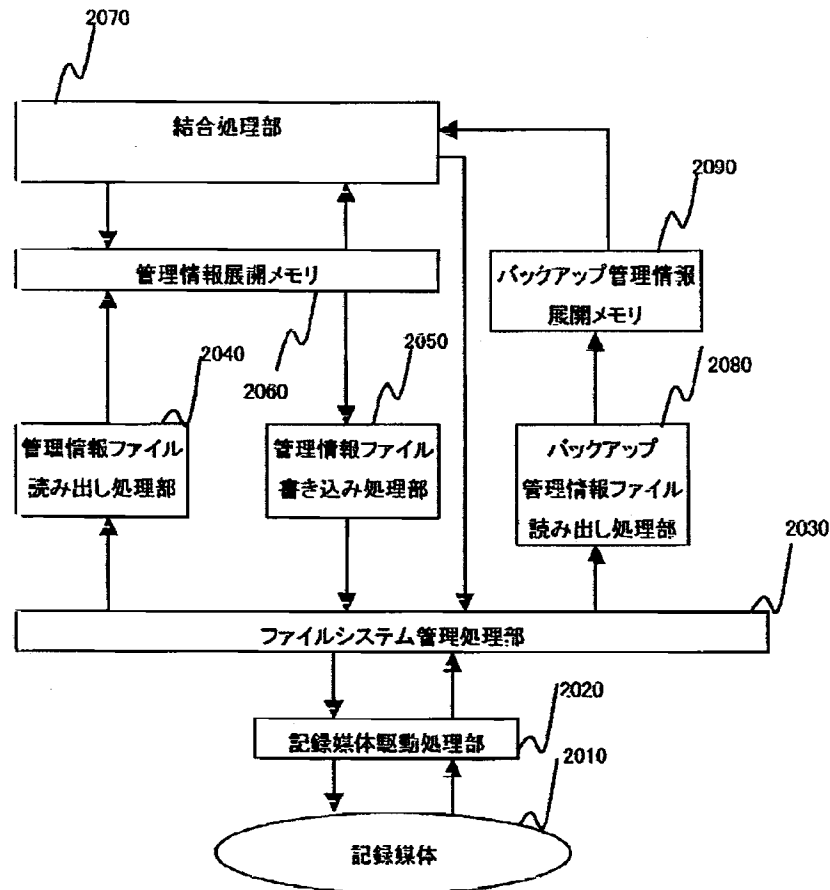 2070
結合処理部
2090
管理情報展開メモリ
バックアップ管理情報
展開メモリ
2040
2060
2050
2080
管理情報ファイル
読み出し処理部
管理情報ファイル
書き込み処理部
バックアップ
管理情報ファイル
読み出し処理部
2030
ファイルシステム管理処理部
2020
記録媒体駆動処理部
2010
記録媒体